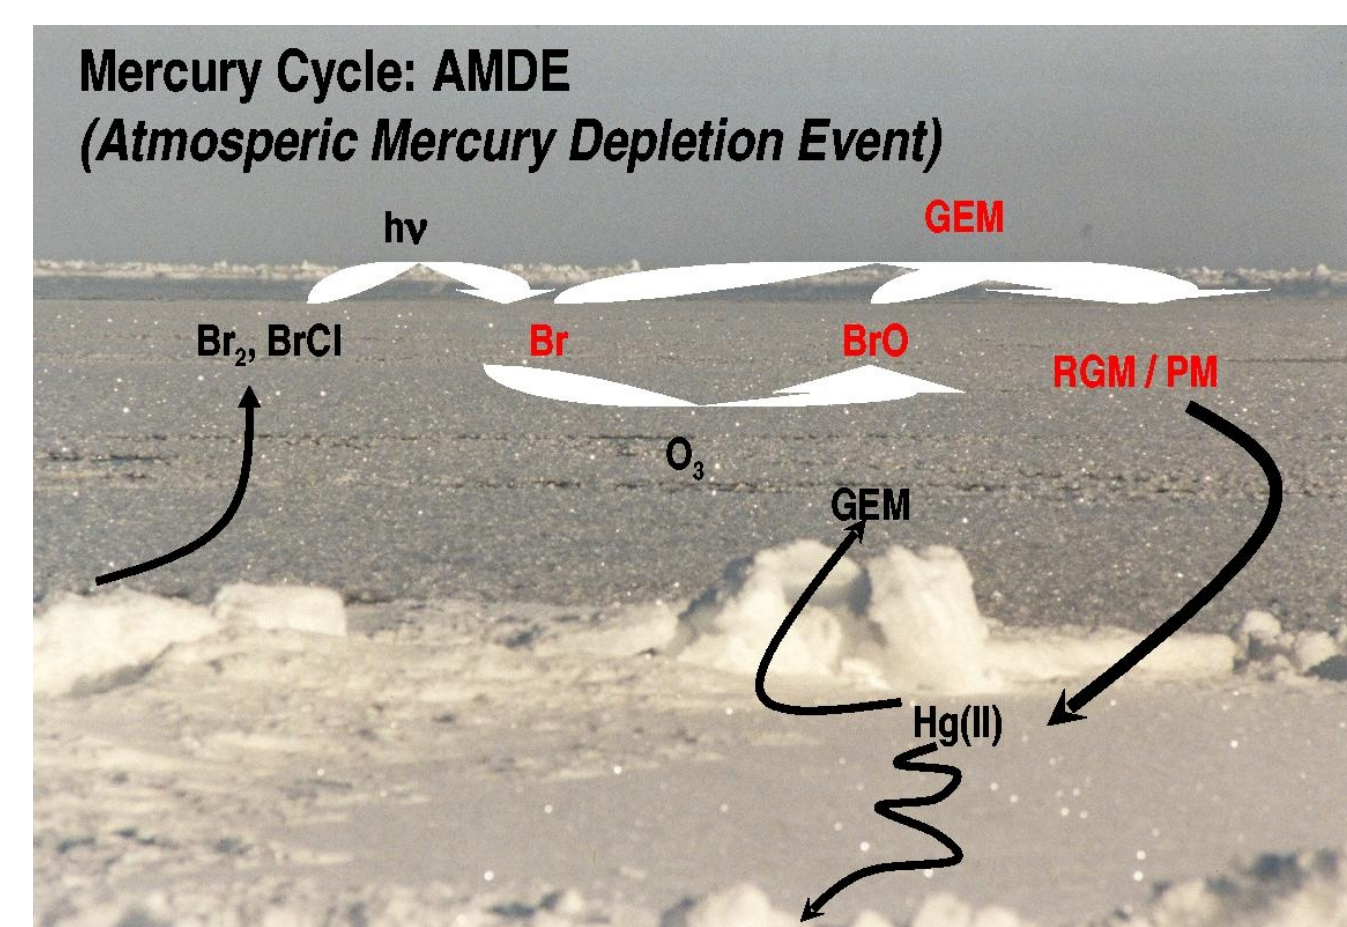 Mercury Cycle: AMDE
(Atmosperic Mercury Depletion Event)
hν
GEM
Br₂, BrCl
Br
BrO
RGM / PM
O₃
GEM
Hg(II)